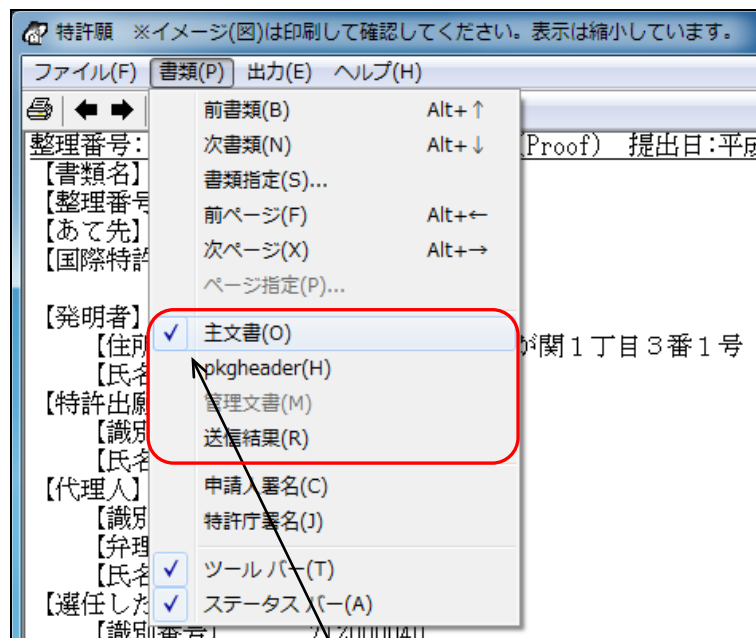 特許願　※イメージ(図)は印刷して確認してください。表示は縮小しています。
ファイル(F) 書類(P) 出力(E) ヘルプ(H)
前書類(B) Alt+↑
整理番号: 次書類(N) Alt+↓ (Proof) 提出日:平成
【書類名】 書類指定(S)...
【整理番号 前ページ(F) Alt+←
【あて先】
【国際特許 次ページ(X) Alt+→
ページ指定(P)...
【発明者】
主文書(O)
【住所 が関１丁目３番１号
【氏名 pkgheader(H)
【特許出願 管理文書(M)
【識別 送信結果(R)
【氏名
【代理人】 申請人署名(C)
【識別 特許庁署名(J)
【弁理
【氏名 ツール バー(T)
【選任した ステータス バー(A)
【識別番号】 712000040